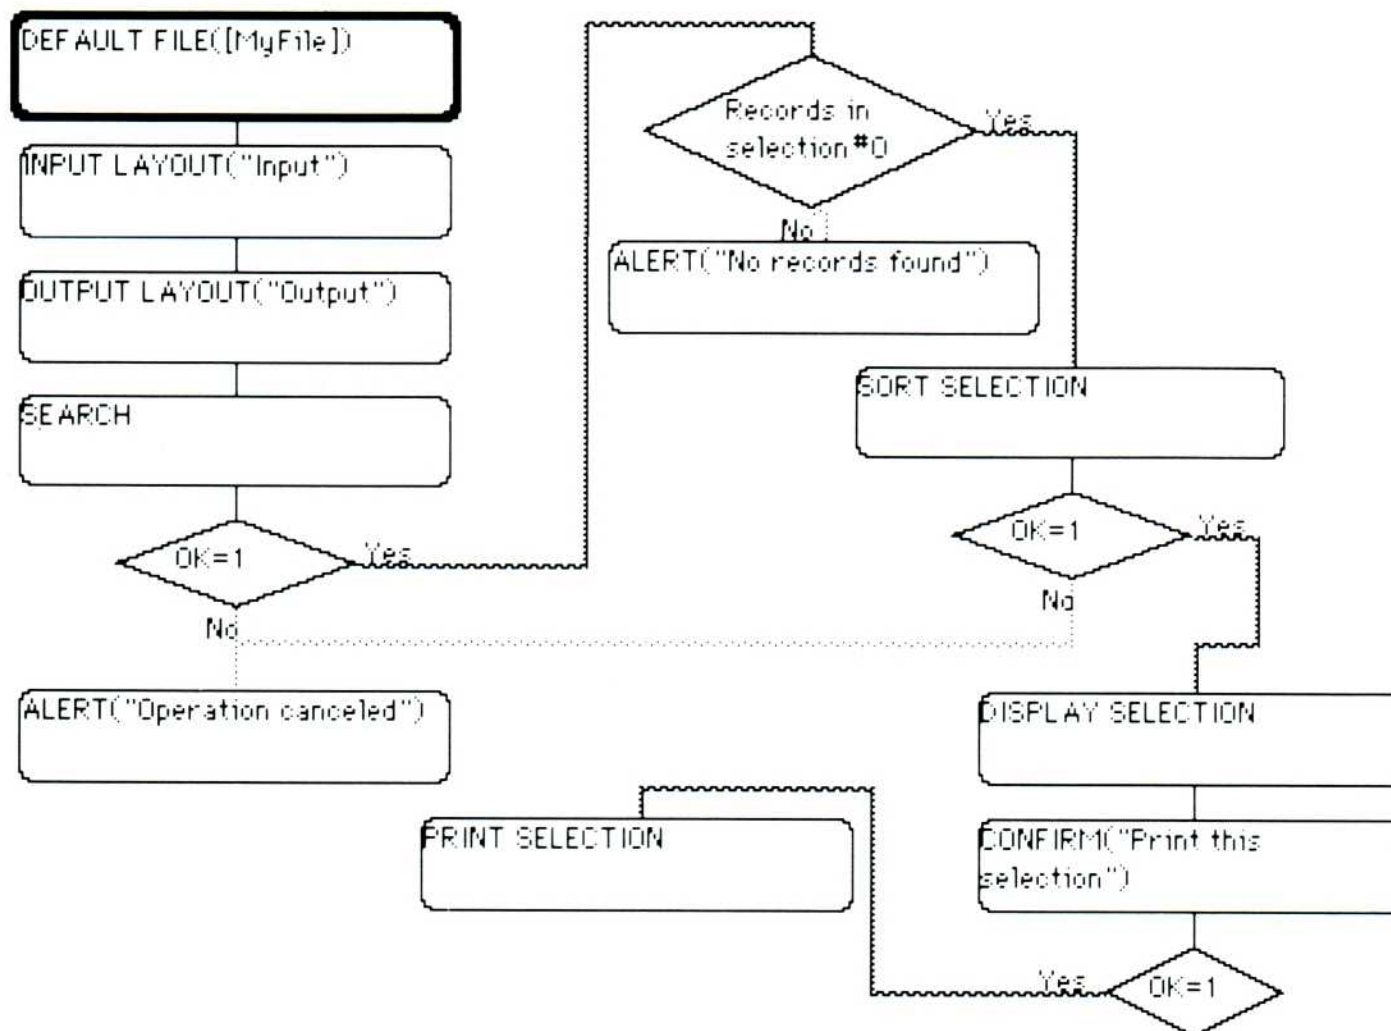 DEFAULT FILE([MyFile])
INPUT LAYOUT("Input")
OUTPUT LAYOUT("Output")
SEARCH
OK=1
Yes
No
ALERT("Operation canceled")
Records in
selection#0
Yes
No
ALERT("No records found")
SORT SELECTION
OK=1
Yes
No
DISPLAY SELECTION
CONFIRM("Print this
selection")
OK=1
Yes
PRINT SELECTION